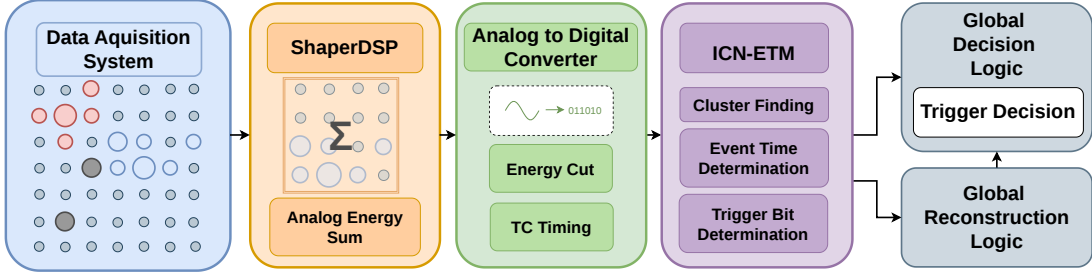 Data Aquisition
System
ShaperDSP
Σ
Analog Energy
Sum
Analog to Digital
Converter
011010
Energy Cut
TC Timing
ICN-ETM
Cluster Finding
Event Time
Determination
Trigger Bit
Determination
Global
Decision
Logic
Trigger Decision
Global
Reconstruction
Logic